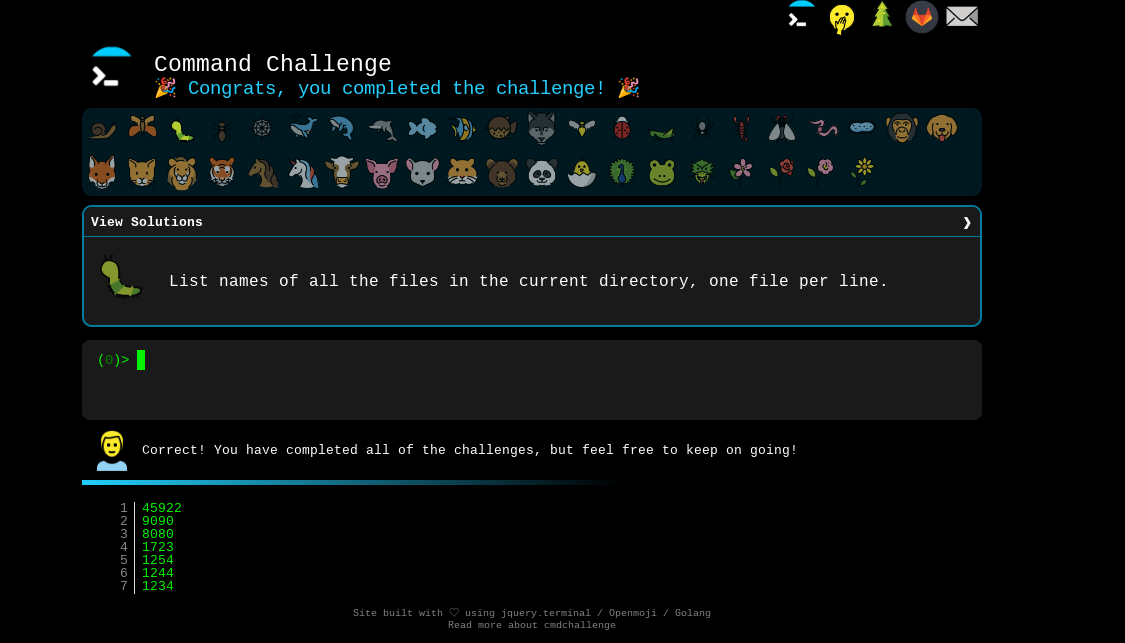 Command Challenge
🎉 Congrats, you completed the challenge! 🎉
View Solutions ❱
List names of all the files in the current directory, one file per line.
(0)>
Correct! You have completed all of the challenges, but feel free to keep on going!
1 45922
2 9090
3 8080
4 1723
5 1254
6 1244
7 1234
Site built with ♡ using jquery.terminal / Openmoji / Golang
Read more about cmdchallenge